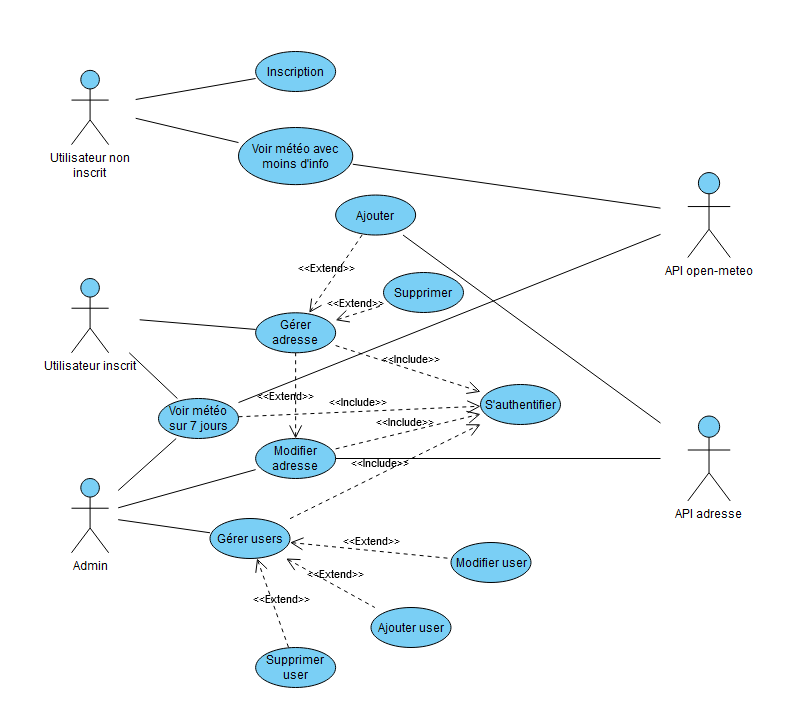 Inscription
Utilisateur non
inscrit
Voir météo avec
moins d'info
Ajouter
API open-meteo
<<Extend>>
Supprimer
<<Extend>>
Gérer
adresse
Utilisateur inscrit
<<Include>>
<<Extend>>
<<Include>>
S'authentifier
Voir météo
sur 7 jours
<<Include>>
Modifier
adresse
<<Include>>
API adresse
Admin
Gérer users
<<Extend>>
Modifier user
<<Extend>>
<<Extend>>
Ajouter user
Supprimer
user